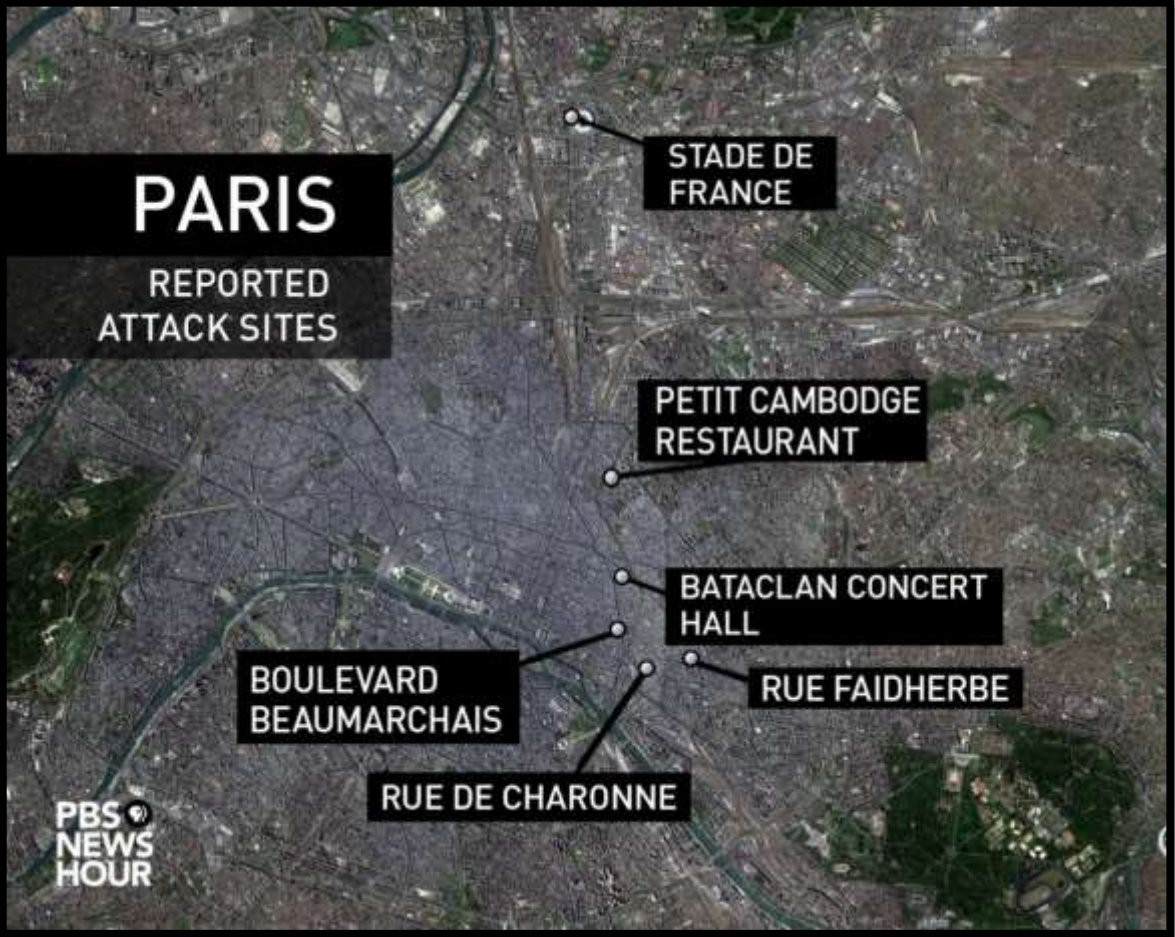 PARIS
REPORTED
ATTACK SITES
STADE DE
FRANCE
PETIT CAMBODGE
RESTAURANT
BATACLAN CONCERT
HALL
BOULEVARD
BEAUMARCHAIS
RUE FAIDHERBE
RUE DE CHARONNE
PBS
NEWS
HOUR